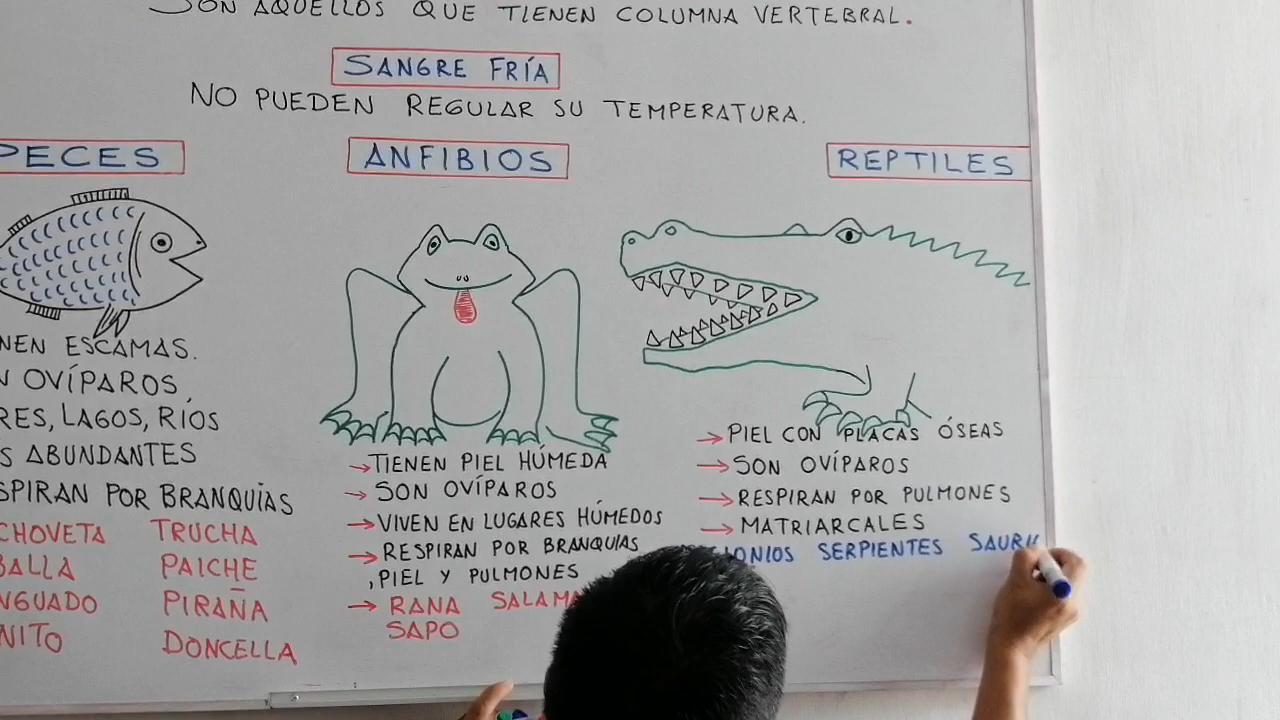 SON AQUELLOS QUE TIENEN COLUMNA VERTEBRAL.
SANGRE FRÍA
NO PUEDEN REGULAR SU TEMPERATURA.
PECES
NEN ESCAMAS.
N OVÍPAROS.
RES, LAGOS, RÍOS
S ABUNDANTES
SPIRAN POR BRANQUIAS
CHOVETA TRUCHA
BALLA PAICHE
NGUADO PIRAÑA
NITO DONCELLA
ANFIBIOS
→TIENEN PIEL HÚMEDA
→ SON OVÍPAROS
→VIVEN EN LUGARES HÚMEDOS
→ RESPIRAN POR BRANQUIAS
,PIEL Y PULMONES
→ RANA SALAMA
SAPO
REPTILES
→ PIEL CON PLACAS ÓSEAS
→ SON OVÍPAROS
→ RESPIRAN POR PULMONES
→ MATRIARCALES
LONIOS SERPIENTES SAURI